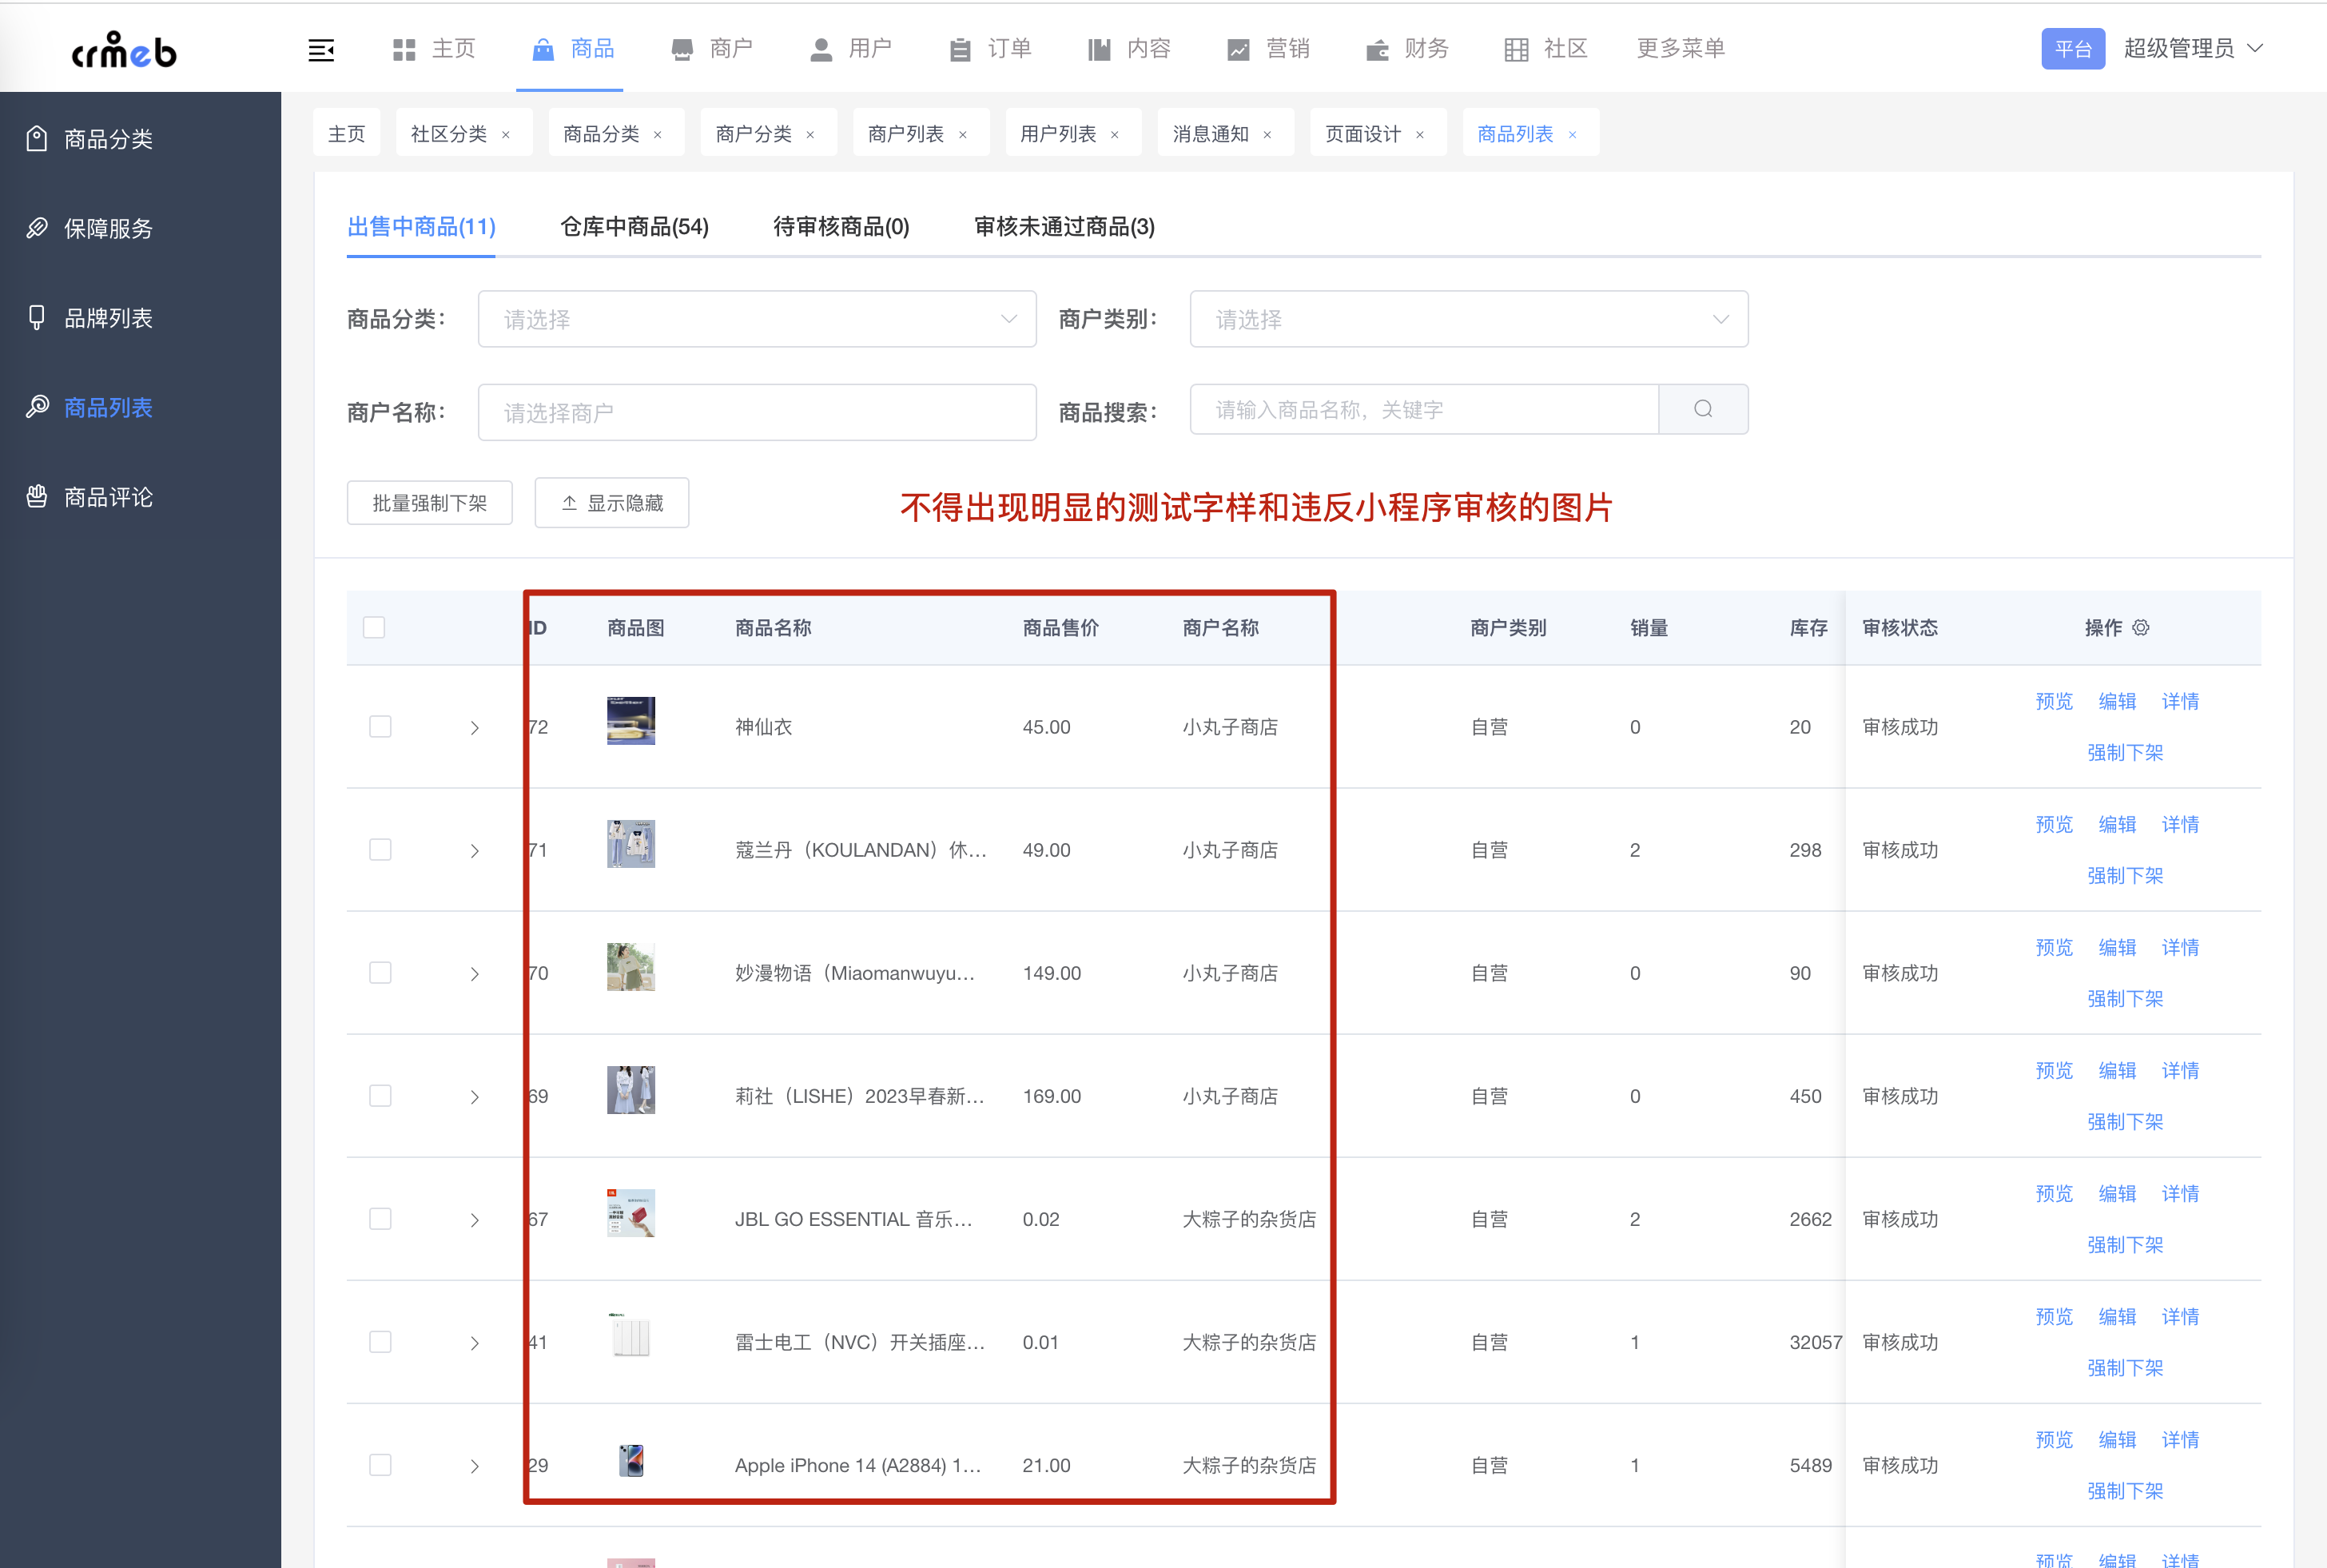 crmeb
主页
商品
商户
用户
订单
内容
营销
财务
社区
更多菜单
平台
超级管理员
商品分类
保障服务
品牌列表
商品列表
商品评论
主页
社区分类 ×
商品分类 ×
商户分类 ×
商户列表 ×
用户列表 ×
消息通知 ×
页面设计 ×
商品列表 ×
出售中商品(11)
仓库中商品(54)
待审核商品(0)
审核未通过商品(3)
商品分类： 请选择
商户类别： 请选择
商户名称： 请选择商户
商品搜索： 请输入商品名称，关键字
批量强制下架
显示隐藏
不得出现明显的测试字样和违反小程序审核的图片
ID 商品图 商品名称 商品售价 商户名称 商户类别 销量 库存 审核状态 操作
72 神仙衣 45.00 小丸子商店 自营 0 20 审核成功 预览 编辑 详情
强制下架
71 蔻兰丹（KOULANDAN）休... 49.00 小丸子商店 自营 2 298 审核成功 预览 编辑 详情
强制下架
70 妙漫物语（Miaomanwuyu... 149.00 小丸子商店 自营 0 90 审核成功 预览 编辑 详情
强制下架
69 莉社（LISHE）2023早春新... 169.00 小丸子商店 自营 0 450 审核成功 预览 编辑 详情
强制下架
67 JBL GO ESSENTIAL 音乐... 0.02 大粽子的杂货店 自营 2 2662 审核成功 预览 编辑 详情
强制下架
41 雷士电工（NVC）开关插座... 0.01 大粽子的杂货店 自营 1 32057 审核成功 预览 编辑 详情
强制下架
29 Apple iPhone 14 (A2884) 1... 21.00 大粽子的杂货店 自营 1 5489 审核成功 预览 编辑 详情
强制下架
预览 编辑 详情